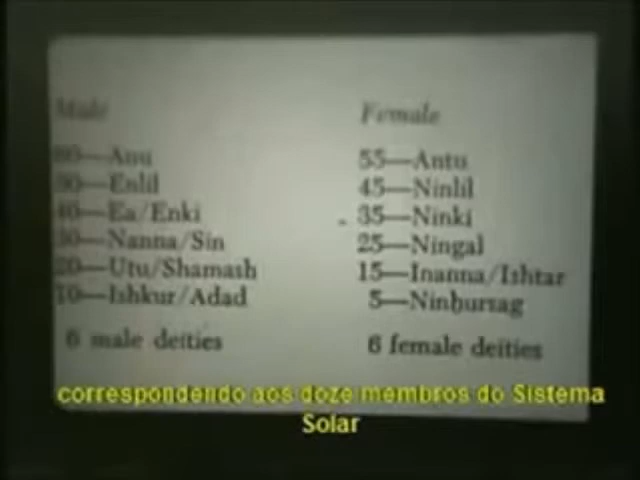 Male
60—Anu
50—Enlil
40—Ea/Enki
30—Nanna/Sin
20—Utu/Shamash
10—Ishkur/Adad
6 male deities
Female
55—Antu
45—Ninlil
35—Ninki
25—Ningal
15—Inanna/Ishtar
5—Ninhursag
6 female deities
correspondendo aos doze membros do Sistema
Solar